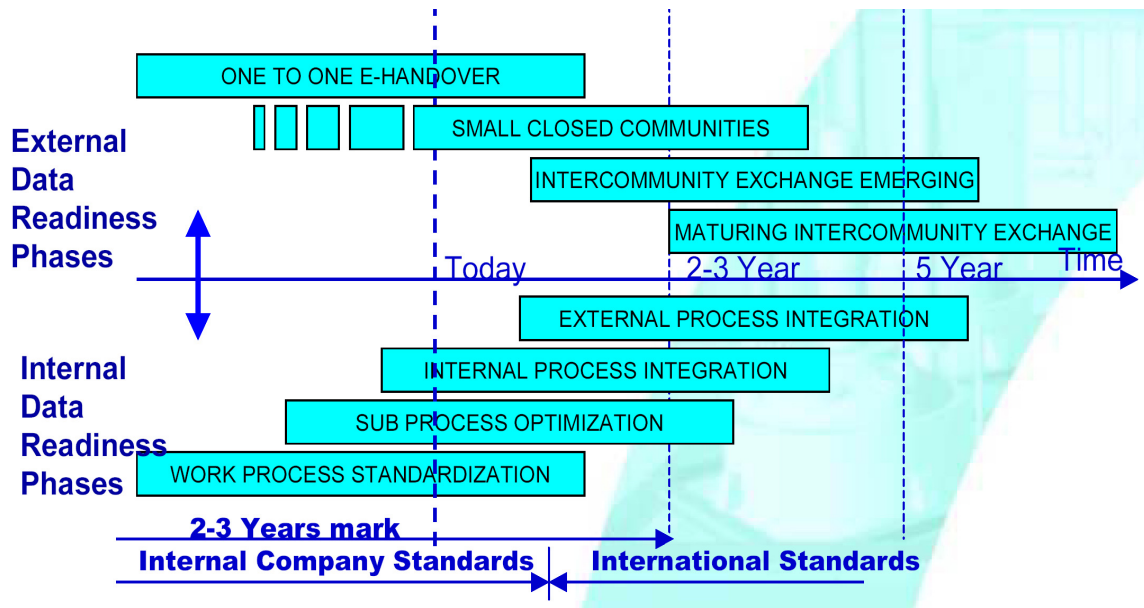 ONE TO ONE E-HANDOVER
SMALL CLOSED COMMUNITIES
INTERCOMMUNITY EXCHANGE EMERGING
MATURING INTERCOMMUNITY EXCHANGE
External
Data
Readiness
Phases
Today
2-3 Year
5 Year
Time
EXTERNAL PROCESS INTEGRATION
INTERNAL PROCESS INTEGRATION
SUB PROCESS OPTIMIZATION
WORK PROCESS STANDARDIZATION
Internal
Data
Readiness
Phases
2-3 Years mark
Internal Company Standards
International Standards